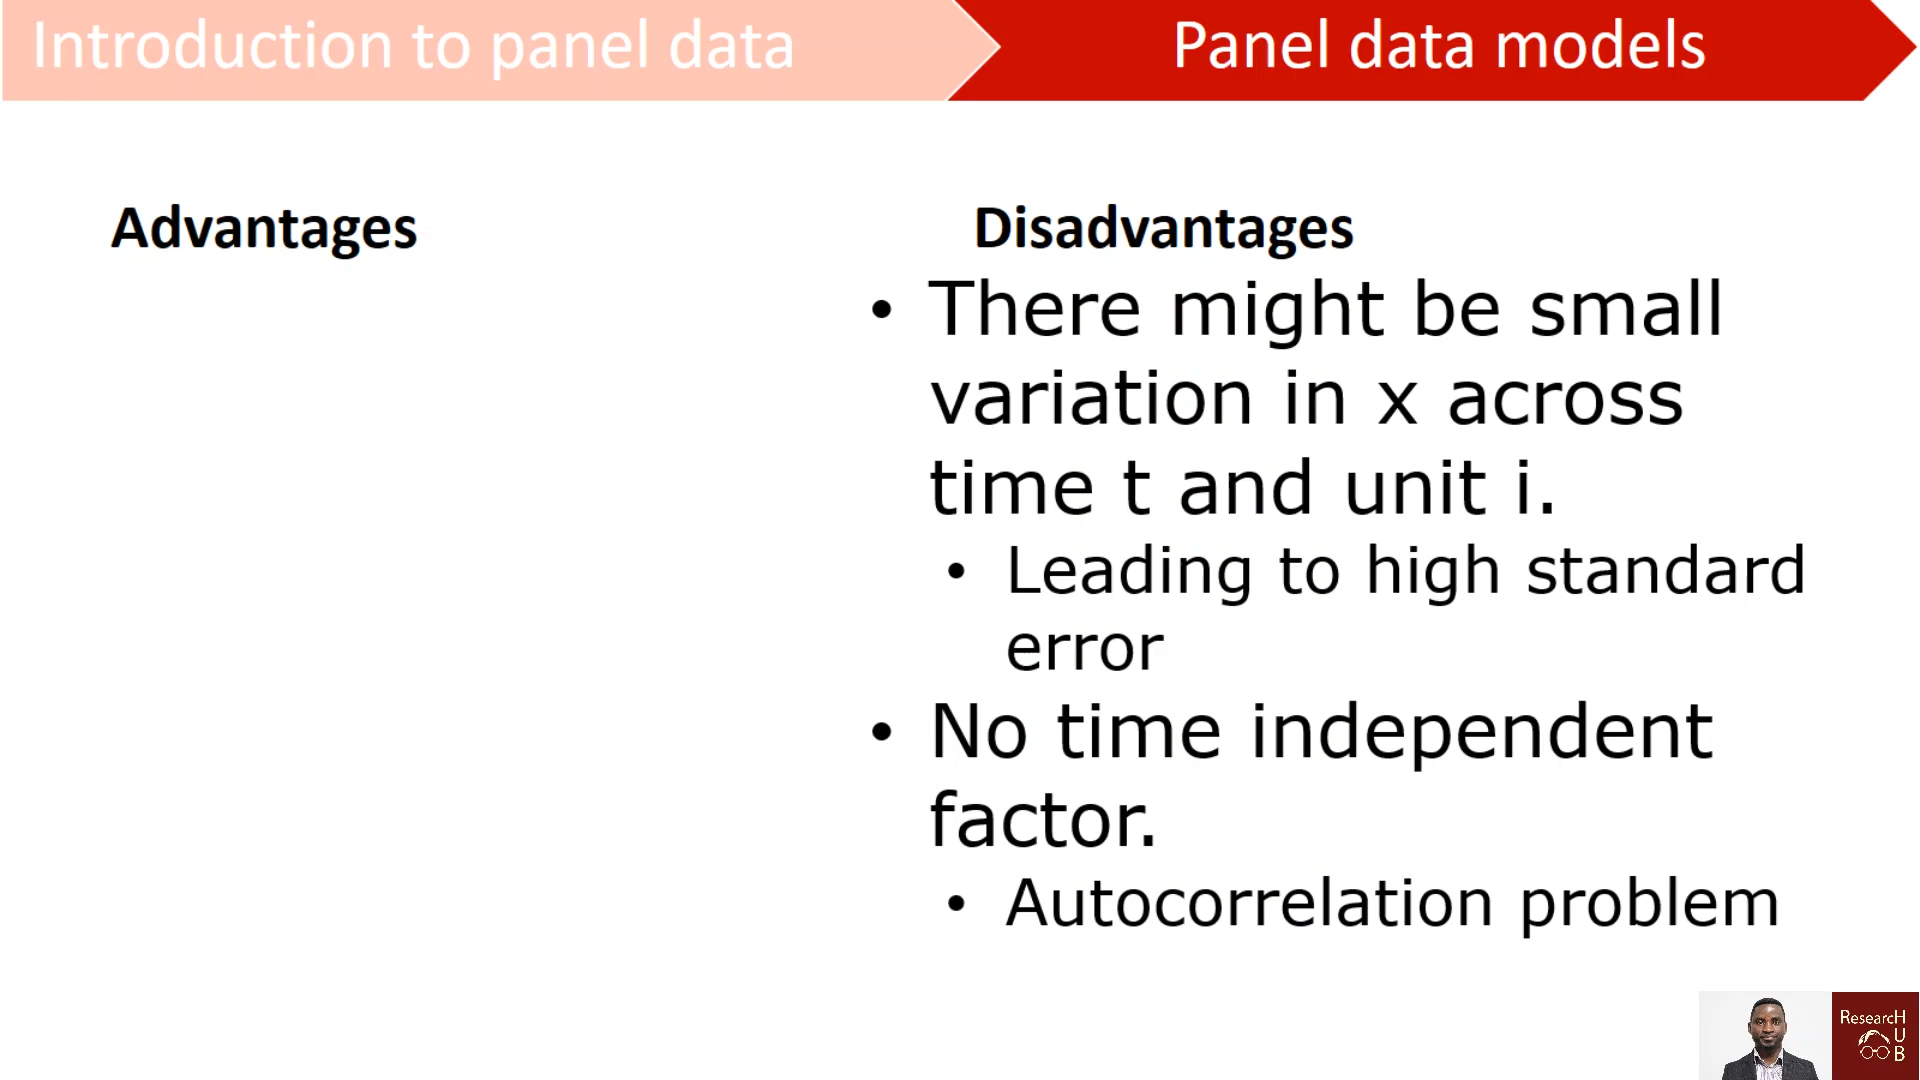 Introduction to panel data
Panel data models
Advantages
Disadvantages
• There might be small
variation in x across
time t and unit i.
• Leading to high standard
error
• No time independent
factor.
• Autocorrelation problem
ResearcH
U
B